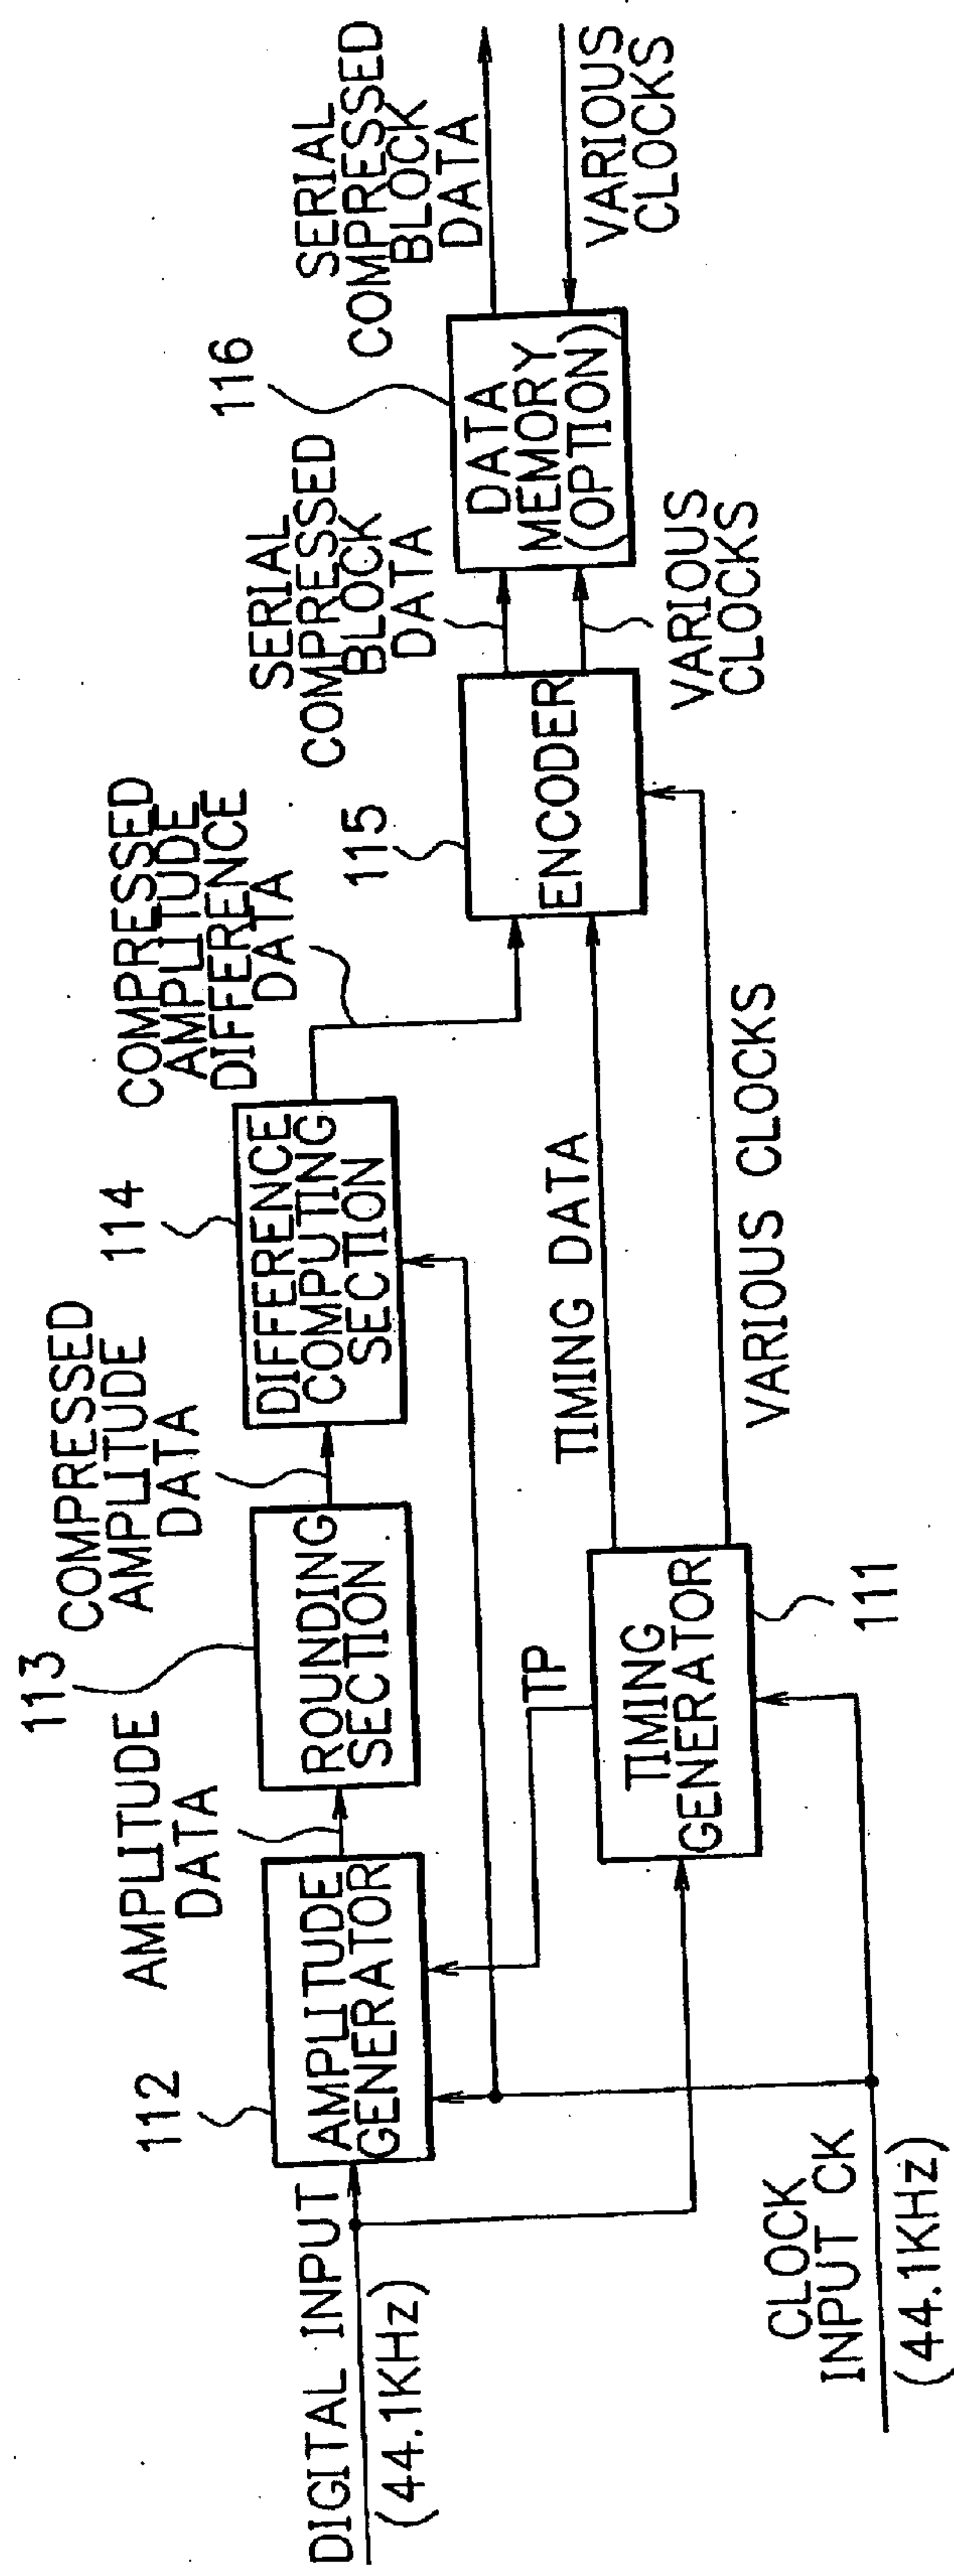 DIGITAL INPUT
(44.1KHz)
112
AMPLITUDE
GENERATOR
AMPLITUDE
DATA
113
ROUNDING
SECTION
COMPRESSED
AMPLITUDE
DATA
114
DIFFERENCE
COMPUTING
SECTION
COMPRESSED
AMPLITUDE
DIFFERENCE
DATA
115
ENCODER
SERIAL
COMPRESSED
BLOCK
DATA
VARIOUS
CLOCKS
116
DATA
MEMORY
(OPTION)
SERIAL
COMPRESSED
BLOCK
DATA
VARIOUS
CLOCKS
CLOCK
INPUT CK
(44.1KHz)
TP
TIMING
GENERATOR
111
TIMING DATA
VARIOUS CLOCKS